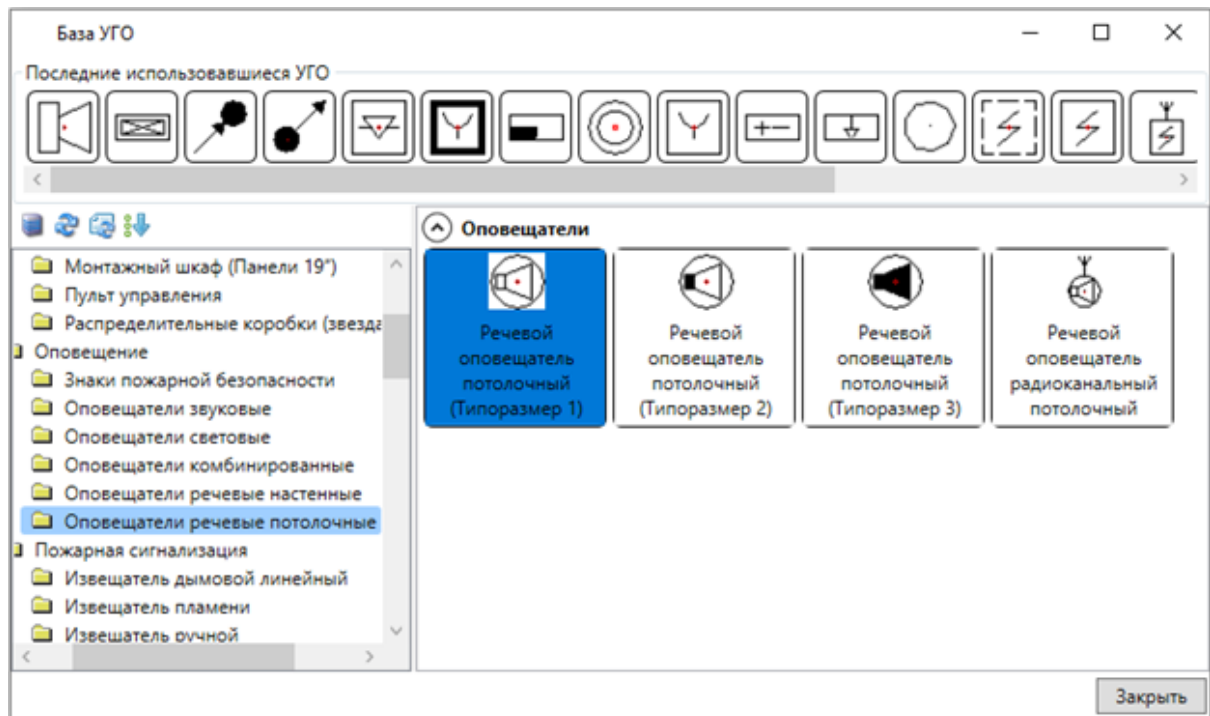 База УГО
Последние использовавшиеся УГО
Монтажный шкаф (Панели 19")
Пульт управления
Распределительные коробки (звезда
Оповещение
Знаки пожарной безопасности
Оповещатели звуковые
Оповещатели световые
Оповещатели комбинированные
Оповещатели речевые настенные
Оповещатели речевые потолочные
Пожарная сигнализация
Извещатель дымовой линейный
Извещатель пламени
Извещатель ручной
Оповещатели
Речевой
оповещатель
потолочный
(Типоразмер 1)
Речевой
оповещатель
потолочный
(Типоразмер 2)
Речевой
оповещатель
потолочный
(Типоразмер 3)
Речевой
оповещатель
радиоканальный
потолочный
Закрыть